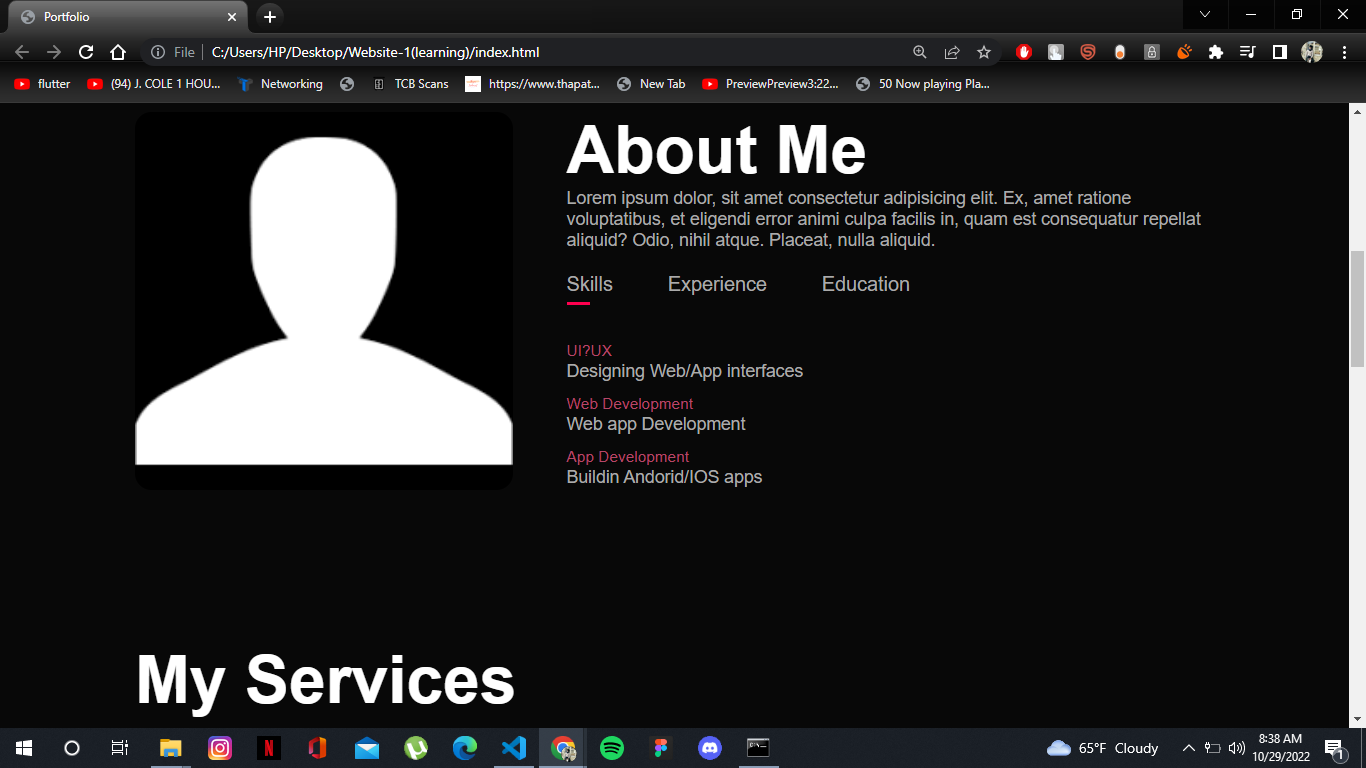 Portfolio
File
C:/Users/HP/Desktop/Website-1(learning)/index.html
flutter
(94) J. COLE 1 HOU...
Networking
TCB Scans
https://www.thapat...
New Tab
PreviewPreview3:22...
50 Now playing Pla...
About Me
Lorem ipsum dolor, sit amet consectetur adipisicing elit. Ex, amet ratione
voluptatibus, et eligendi error animi culpa facilis in, quam est consequatur repellat
aliquid? Odio, nihil atque. Placeat, nulla aliquid.
Skills Experience Education
UI?UX
Designing Web/App interfaces
Web Development
Web app Development
App Development
Buildin Andorid/IOS apps
My Services
65°F Cloudy
8:38 AM
10/29/2022
1